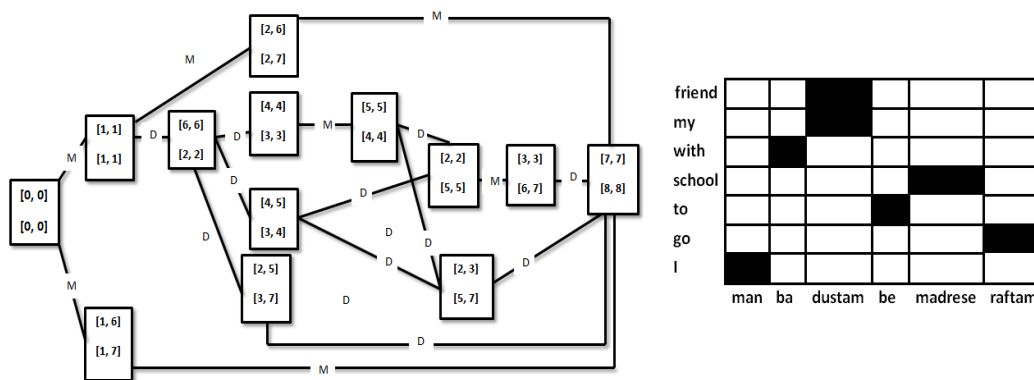 [0, 0]
[0, 0]
M
M
[1, 1]
[1, 1]
[1, 6]
[1, 7]
M
D
[6, 6]
[2, 2]
D
D
D
[2, 6]
[2, 7]
[4, 4]
[3, 3]
[4, 5]
[3, 4]
[2, 5]
[3, 7]
M
M
[5, 5]
[4, 4]
D
D
D
D
D
D
D
M
[2, 2]
[5, 5]
[2, 3]
[5, 7]
M
D
[3, 3]
[6, 7]
D
[7, 7]
[8, 8]
friend
my
with
school
to
go
I
man ba dustam be madrese raftam